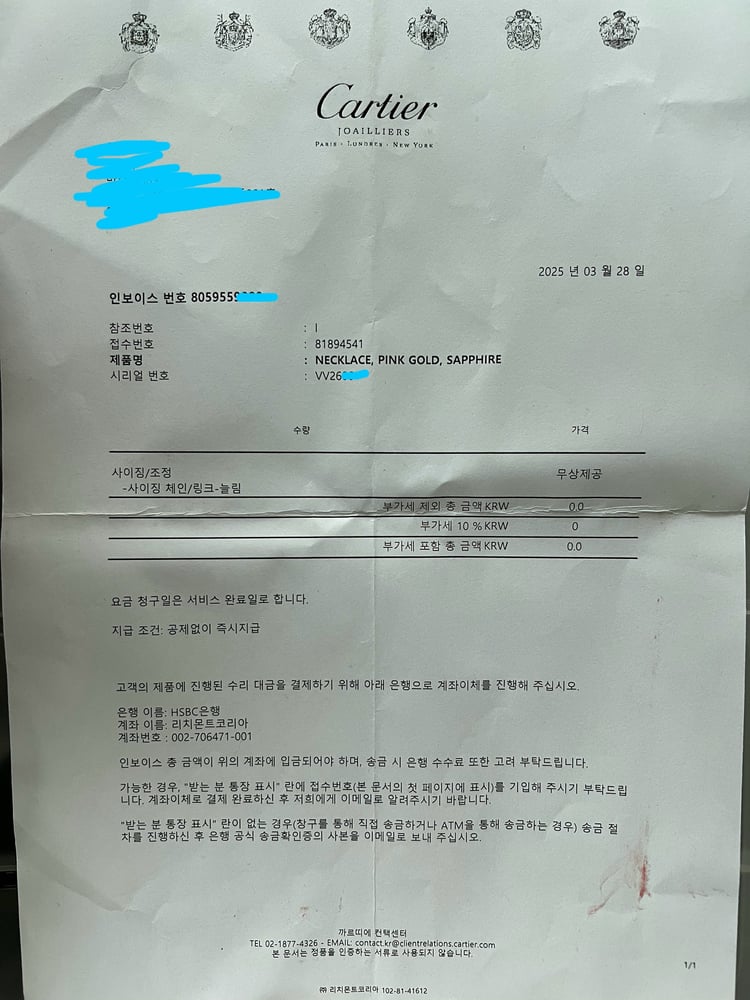 Cartier
JOAILLIERS
PARIS · LONDRES · NEW YORK
2025 년 03 월 28 일
인보이스 번호 8059559
참조번호 : I
접수번호 : 81894541
제품명 : NECKLACE, PINK GOLD, SAPPHIRE
시리얼 번호 : VV26
수량 가격
사이징/조정 무상제공
-사이징 체인/링크-늘림
부가세 제외 총 금액 KRW 0.0
부가세 10 % KRW 0
부가세 포함 총 금액 KRW 0.0
요금 청구일은 서비스 완료일로 합니다.
지급 조건: 공제없이 즉시지급
고객의 제품에 진행된 수리 대금을 결제하기 위해 아래 은행으로 계좌이체를 진행해 주십시오.
은행 이름: HSBC은행
계좌 이름: 리치몬트코리아
계좌번호 : 002-706471-001
인보이스 총 금액이 위의 계좌에 입금되어야 하며, 송금 시 은행 수수료 또한 고려 부탁드립니다.
가능한 경우, "받는 분 통장 표시" 란에 접수번호(본 문서의 첫 페이지에 표시)를 기입해 주시기 부탁드립
니다. 계좌이체로 결제 완료하신 후 저희에게 이메일로 알려주시기 바랍니다.
"받는 분 통장 표시" 란이 없는 경우(창구를 통해 직접 송금하거나 ATM을 통해 송금하는 경우) 송금 절
차를 진행하신 후 은행 공식 송금확인증의 사본을 이메일로 보내 주십시오.
까르띠에 컨택센터
TEL 02-1877-4326 - EMAIL: contact.kr@clientrelations.cartier.com
본 문서는 정품을 인증하는 서류로 사용되지 않습니다.
1/1
㈜ 리치몬트코리아 102-81-41612